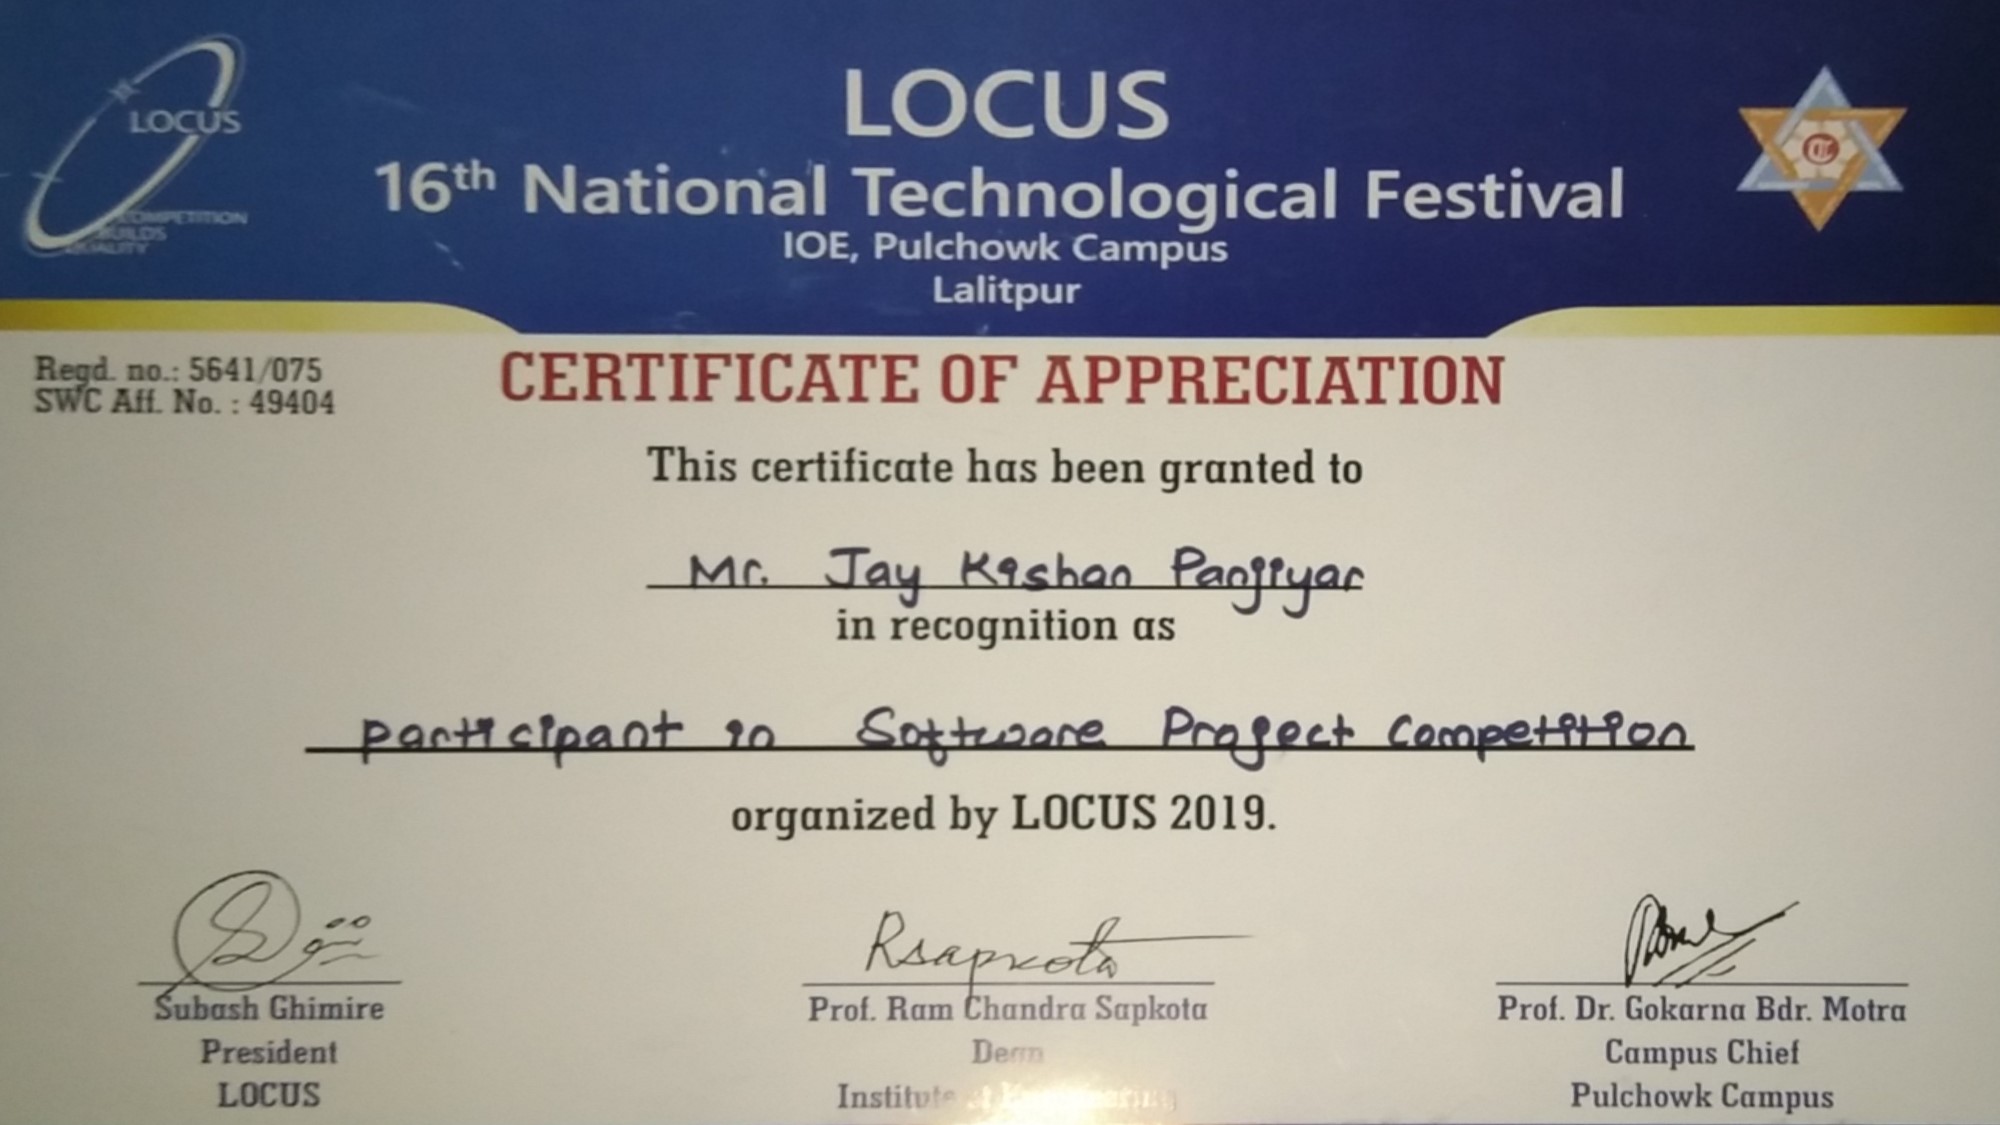 LOCUS
COMPETITION
BUILDS
QUALITY
LOCUS
16th National Technological Festival
IOE, Pulchowk Campus
Lalitpur
Regd. no.: 5641/075
SWC Aff. No. : 49404
CERTIFICATE OF APPRECIATION
This certificate has been granted to
Mr. Jay Kishan Panjiyar
in recognition as
participant in Software Project Competition
organized by LOCUS 2019.
Rsapkota
Subash Ghimire
President
LOCUS
Prof. Ram Chandra Sapkota
Dean
Institute of Engineering
Prof. Dr. Gokarna Bdr. Motra
Campus Chief
Pulchowk Campus